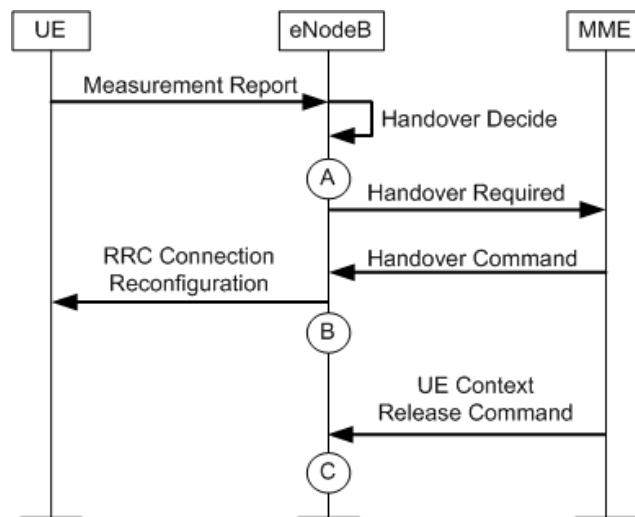 UE
eNodeB
MME
Measurement Report
Handover Decide
A
Handover Required
RRC Connection
Reconfiguration
Handover Command
B
UE Context
Release Command
C